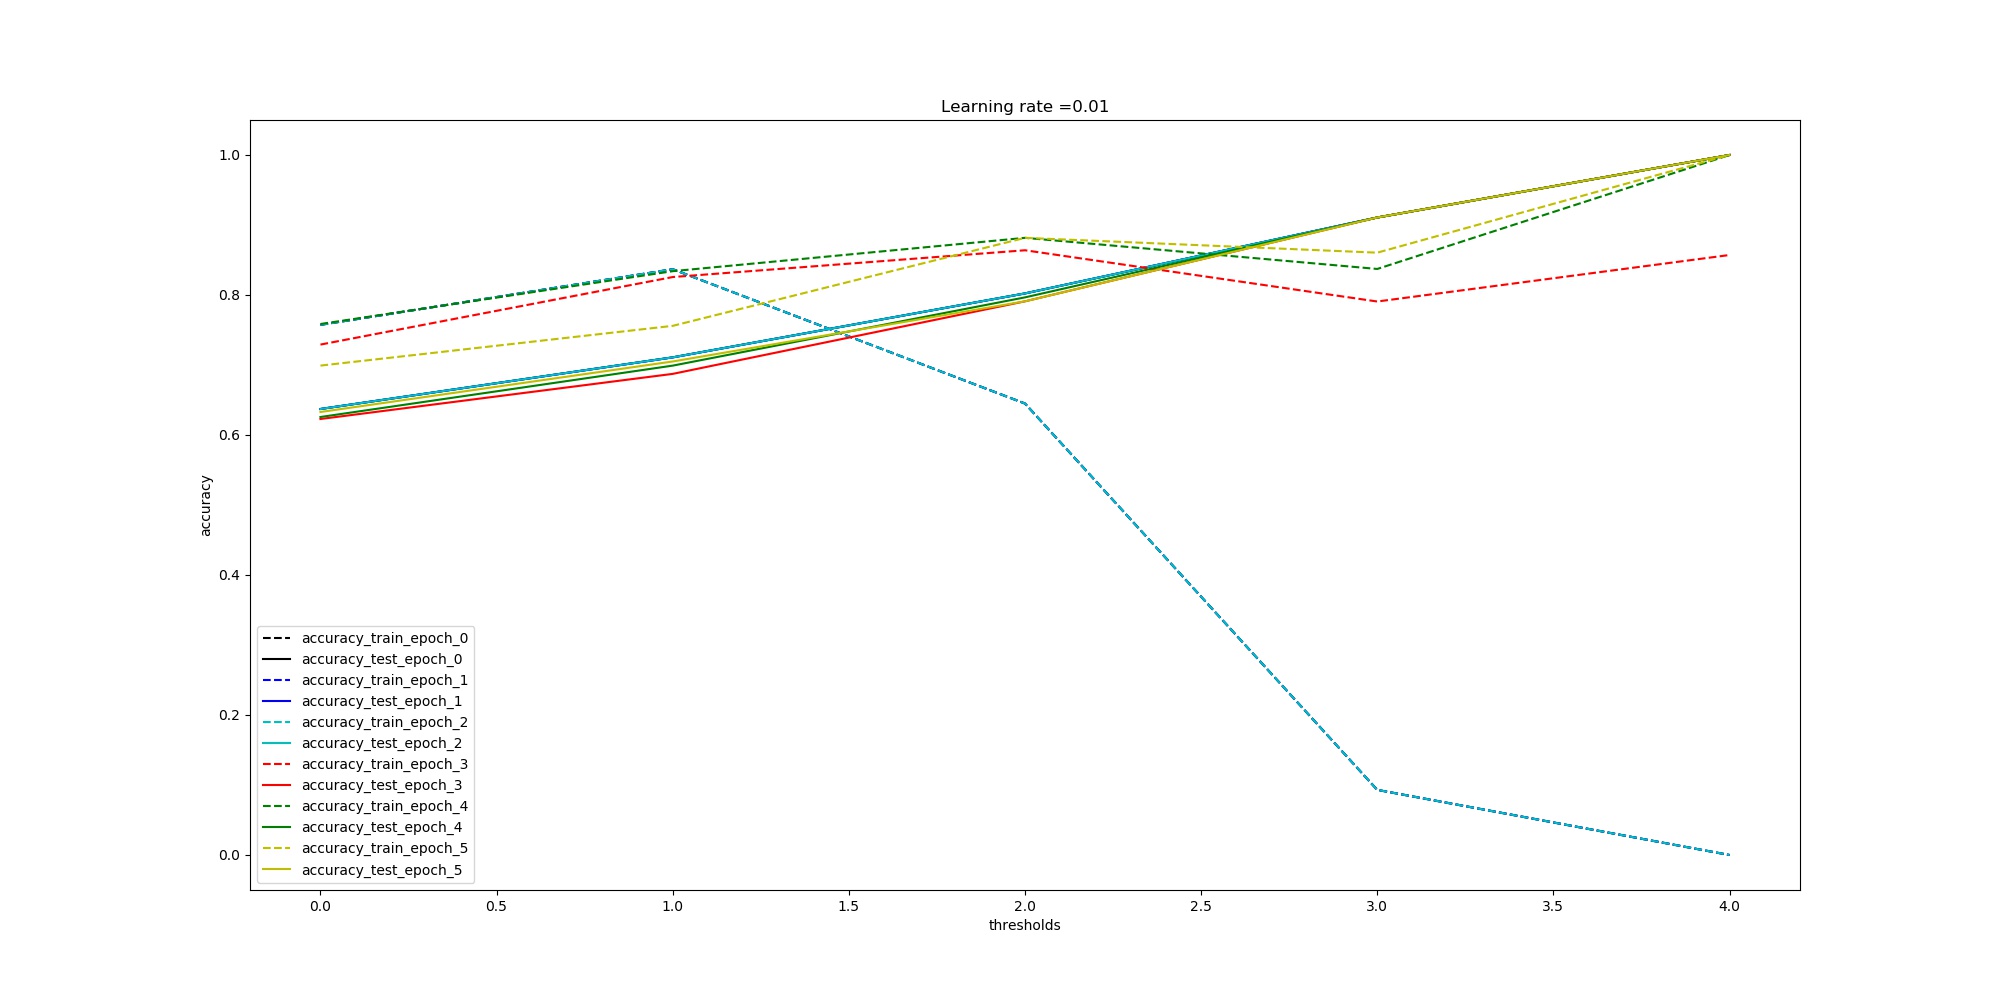 Learning rate =0.01
1.0
0.8
0.6
0.4
0.2
0.0
accuracy
accuracy_train_epoch_0
accuracy_test_epoch_0
accuracy_train_epoch_1
accuracy_test_epoch_1
accuracy_train_epoch_2
accuracy_test_epoch_2
accuracy_train_epoch_3
accuracy_test_epoch_3
accuracy_train_epoch_4
accuracy_test_epoch_4
accuracy_train_epoch_5
accuracy_test_epoch_5
0.0 0.5 1.0 1.5 2.0 2.5 3.0 3.5 4.0
thresholds